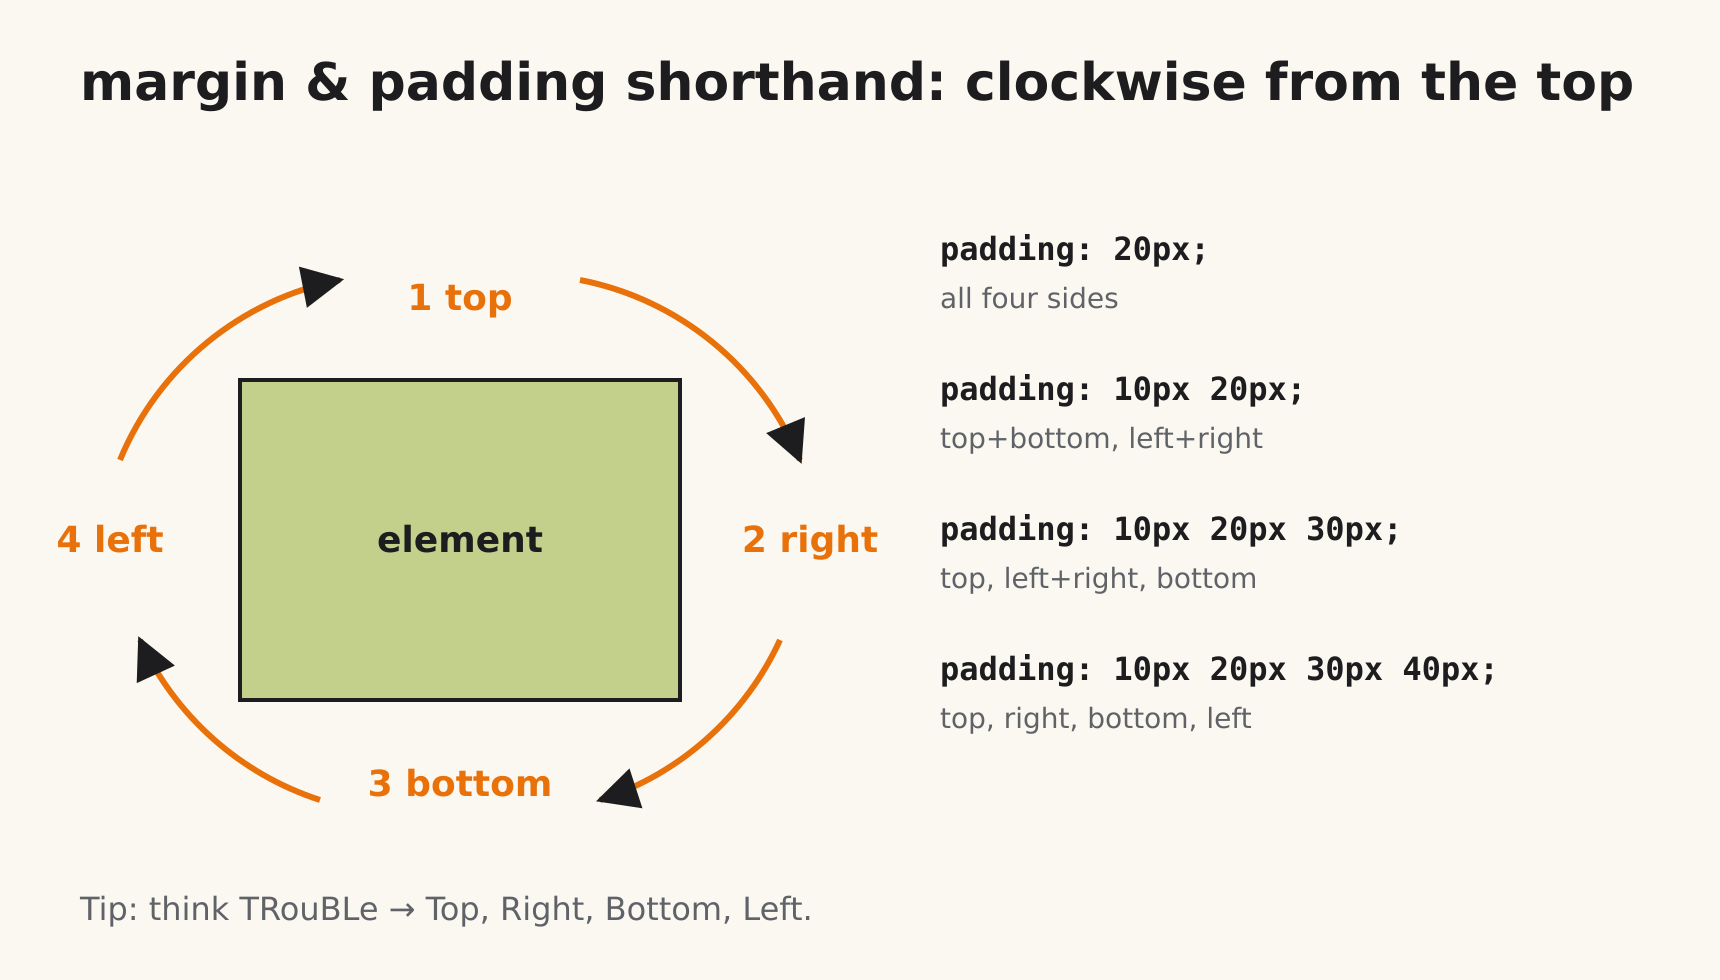 margin & padding shorthand: clockwise from the top
1 top
4 left
element
2 right
3 bottom
padding: 20px;
all four sides
padding: 10px 20px;
top+bottom, left+right
padding: 10px 20px 30px;
top, left+right, bottom
padding: 10px 20px 30px 40px;
top, right, bottom, left
Tip: think TRouBLe → Top, Right, Bottom, Left.